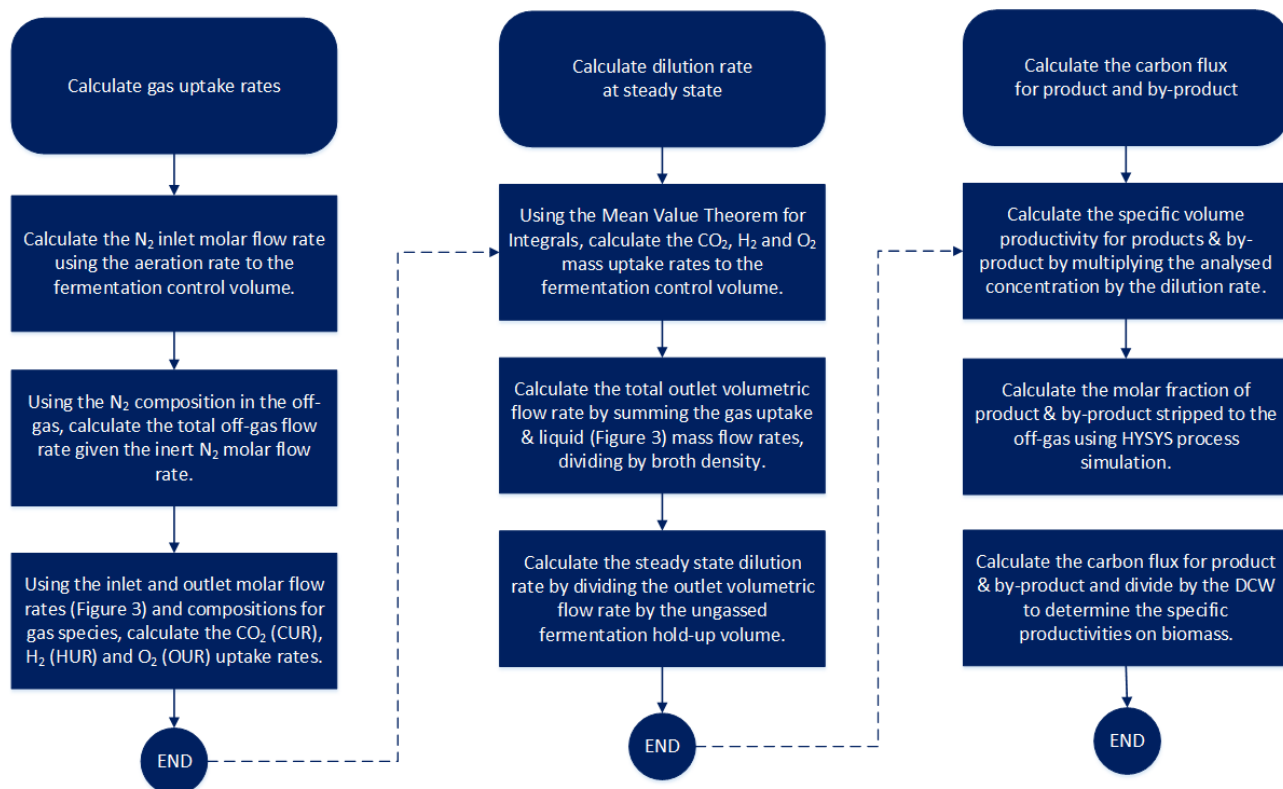 Calculate gas uptake rates
Calculate the N₂ inlet molar flow rate
using the aeration rate to the
fermentation control volume.
Using the N₂ composition in the off-
gas, calculate the total off-gas flow
rate given the inert N₂ molar flow
rate.
Using the inlet and outlet molar flow
rates (Figure 3) and compositions for
gas species, calculate the CO₂ (CUR),
H₂ (HUR) and O₂ (OUR) uptake rates.
END
Calculate dilution rate
at steady state
Using the Mean Value Theorem for
Integrals, calculate the CO₂, H₂ and O₂
mass uptake rates to the
fermentation control volume.
Calculate the total outlet volumetric
flow rate by summing the gas uptake
& liquid (Figure 3) mass flow rates,
dividing by broth density.
Calculate the steady state dilution
rate by dividing the outlet volumetric
flow rate by the ungassed
fermentation hold-up volume.
END
Calculate the carbon flux
for product and by-product
Calculate the specific volume
productivity for products & by-
product by multiplying the analysed
concentration by the dilution rate.
Calculate the molar fraction of
product & by-product stripped to the
off-gas using HYSYS process
simulation.
Calculate the carbon flux for product
& by-product and divide by the DCW
to determine the specific
productivities on biomass.
END